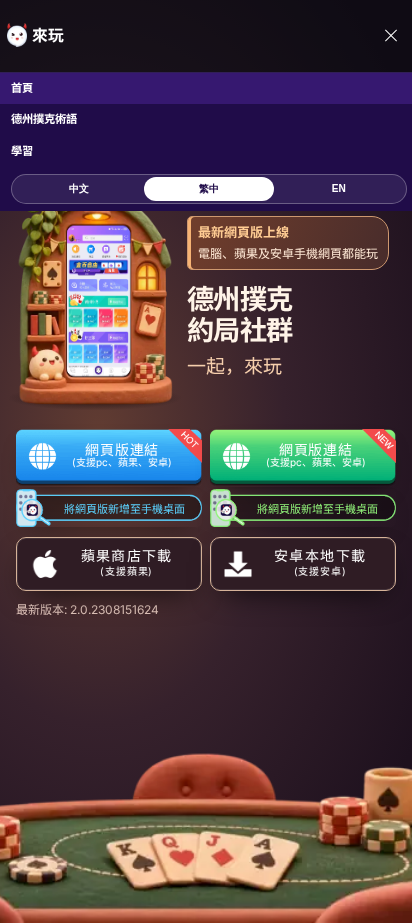 來玩
首頁
德州撲克術語
學習
中文
繁中
EN
最新網頁版上線
電腦、蘋果及安卓手機網頁都能玩
德州撲克
約局社群
一起，來玩
網頁版連結
(支援pc、蘋果、安卓)
HOT
網頁版連結
(支援pc、蘋果、安卓)
NEW
將網頁版新增至手機桌面
將網頁版新增至手機桌面
蘋果商店下載
(支援蘋果)
安卓本地下載
(支援安卓)
最新版本: 2.0.2308151624
K
Q
J
A